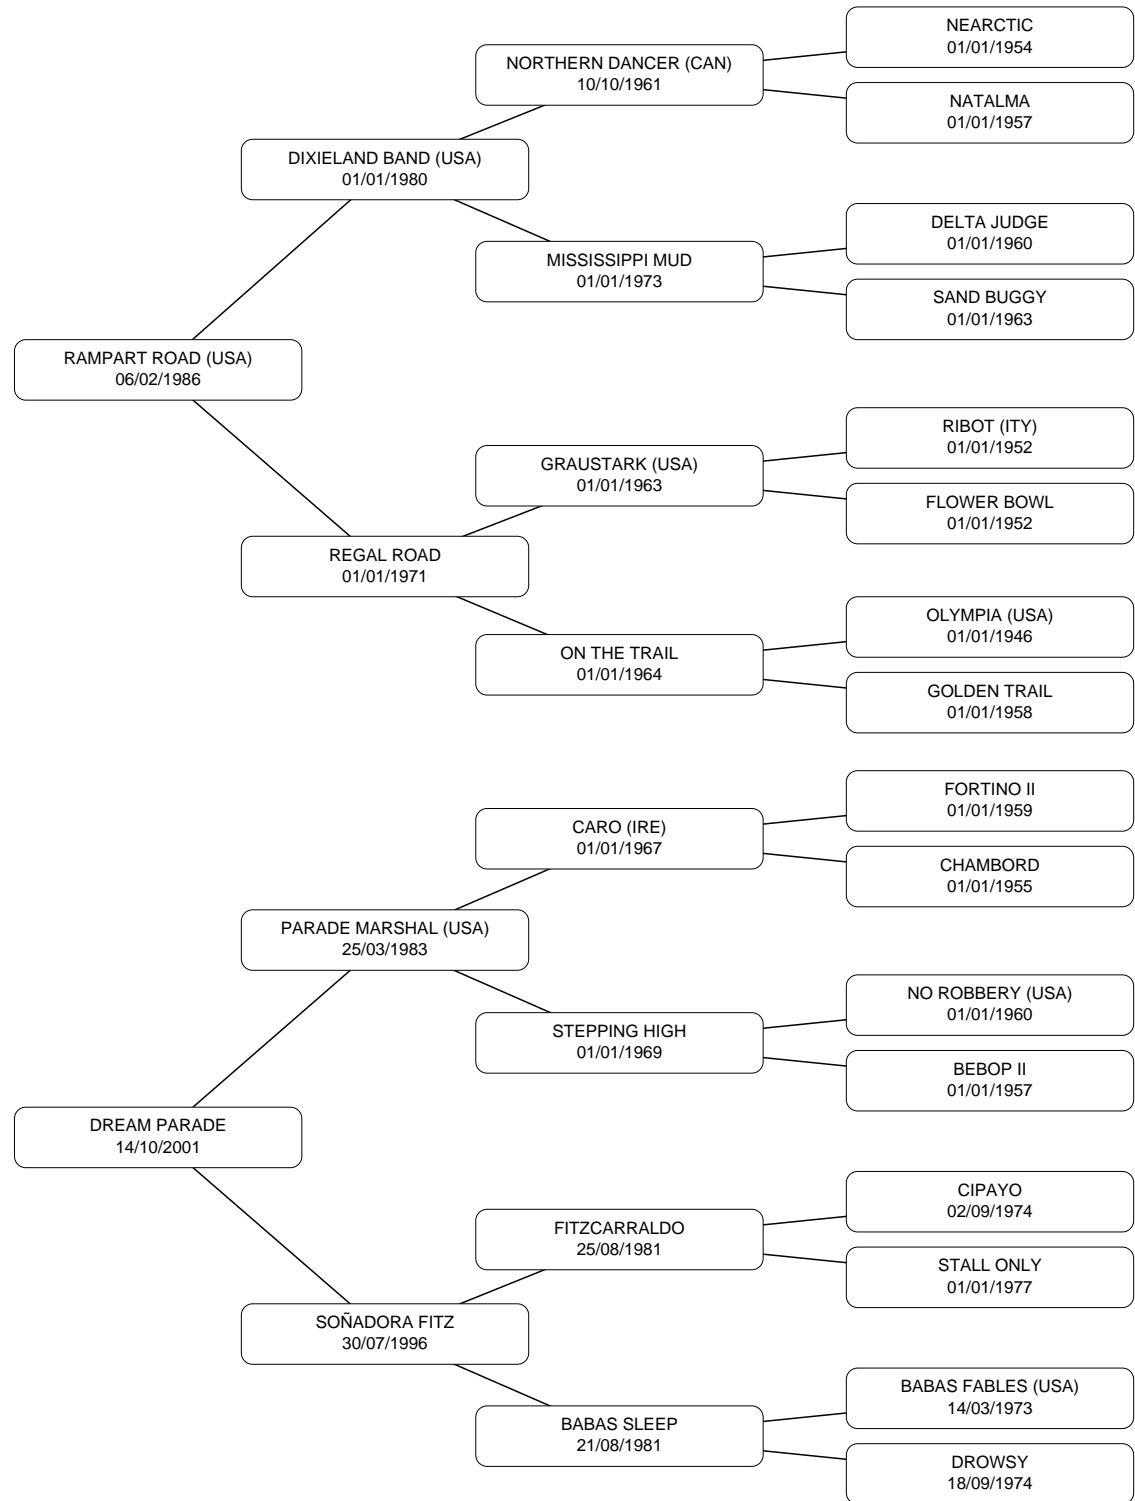 NEARCTIC
01/01/1954
NORTHERN DANCER (CAN)
10/10/1961
NATALMA
01/01/1957
DIXIELAND BAND (USA)
01/01/1980
DELTA JUDGE
01/01/1960
MISSISSIPPI MUD
01/01/1973
SAND BUGGY
01/01/1963
RAMPART ROAD (USA)
06/02/1986
RIBOT (ITY)
01/01/1952
GRAUSTARK (USA)
01/01/1963
FLOWER BOWL
01/01/1952
REGAL ROAD
01/01/1971
OLYMPIA (USA)
01/01/1946
ON THE TRAIL
01/01/1964
GOLDEN TRAIL
01/01/1958
FORTINO II
01/01/1959
CARO (IRE)
01/01/1967
CHAMBORD
01/01/1955
PARADE MARSHAL (USA)
25/03/1983
NO ROBBERY (USA)
01/01/1960
STEPPING HIGH
01/01/1969
BEBOP II
01/01/1957
DREAM PARADE
14/10/2001
CIPAYO
02/09/1974
FITZCARRALDO
25/08/1981
STALL ONLY
01/01/1977
SOÑADORA FITZ
30/07/1996
BABAS FABLES (USA)
14/03/1973
BABAS SLEEP
21/08/1981
DROWSY
18/09/1974